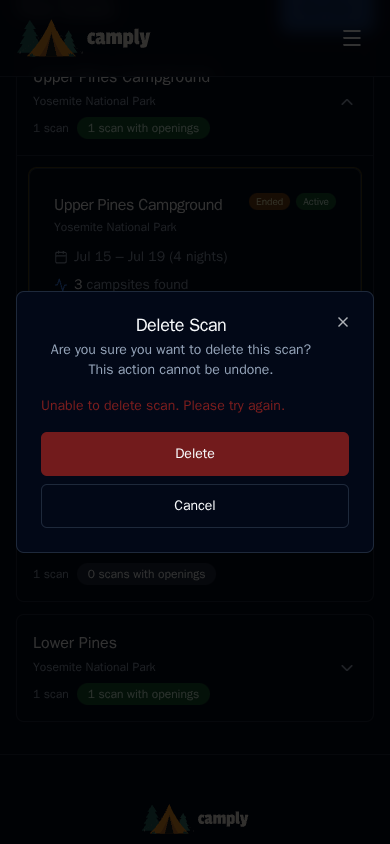 camply
Upper Pines Campground
Yosemite National Park
1 scan 1 scan with openings
Upper Pines Campground Ended Active
Yosemite National Park
Jul 15 – Jul 19 (4 nights)
3 campsites found
Delete Scan
Are you sure you want to delete this scan?
This action cannot be undone.
Unable to delete scan. Please try again.
Delete
Cancel
1 scan 0 scans with openings
Lower Pines
Yosemite National Park
1 scan 1 scan with openings
camply